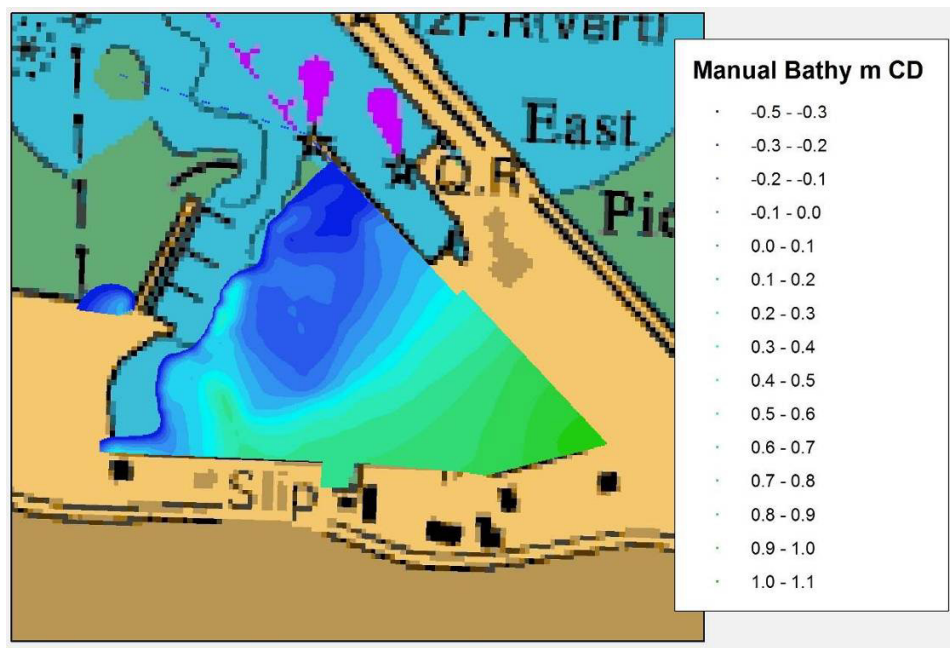 2F.R(vert)
East
Q.R
Slip
Manual Bathy m CD
-0.5 - -0.3
-0.3 - -0.2
-0.2 - -0.1
-0.1 - 0.0
0.0 - 0.1
0.1 - 0.2
0.2 - 0.3
0.3 - 0.4
0.4 - 0.5
0.5 - 0.6
0.6 - 0.7
0.7 - 0.8
0.8 - 0.9
0.9 - 1.0
1.0 - 1.1